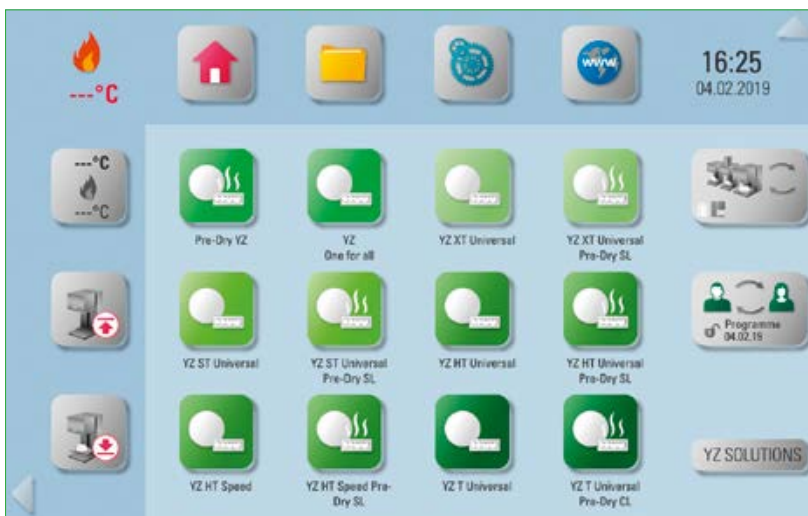 ---°C
www
16:25
04.02.2019
---°C
---°C
Pre-Dry YZ
YZ
One for all
YZ XT Universal
YZ XT Universal
Pre-Dry SL
YZ ST Universal
YZ ST Universal
Pre-Dry SL
YZ HT Universal
YZ HT Universal
Pre-Dry SL
Programme
04.02.19
YZ HT Speed
YZ HT Speed Pre-
Dry SL
YZ T Universal
YZ T Universal
Pre-Dry CL
YZ SOLUTIONS